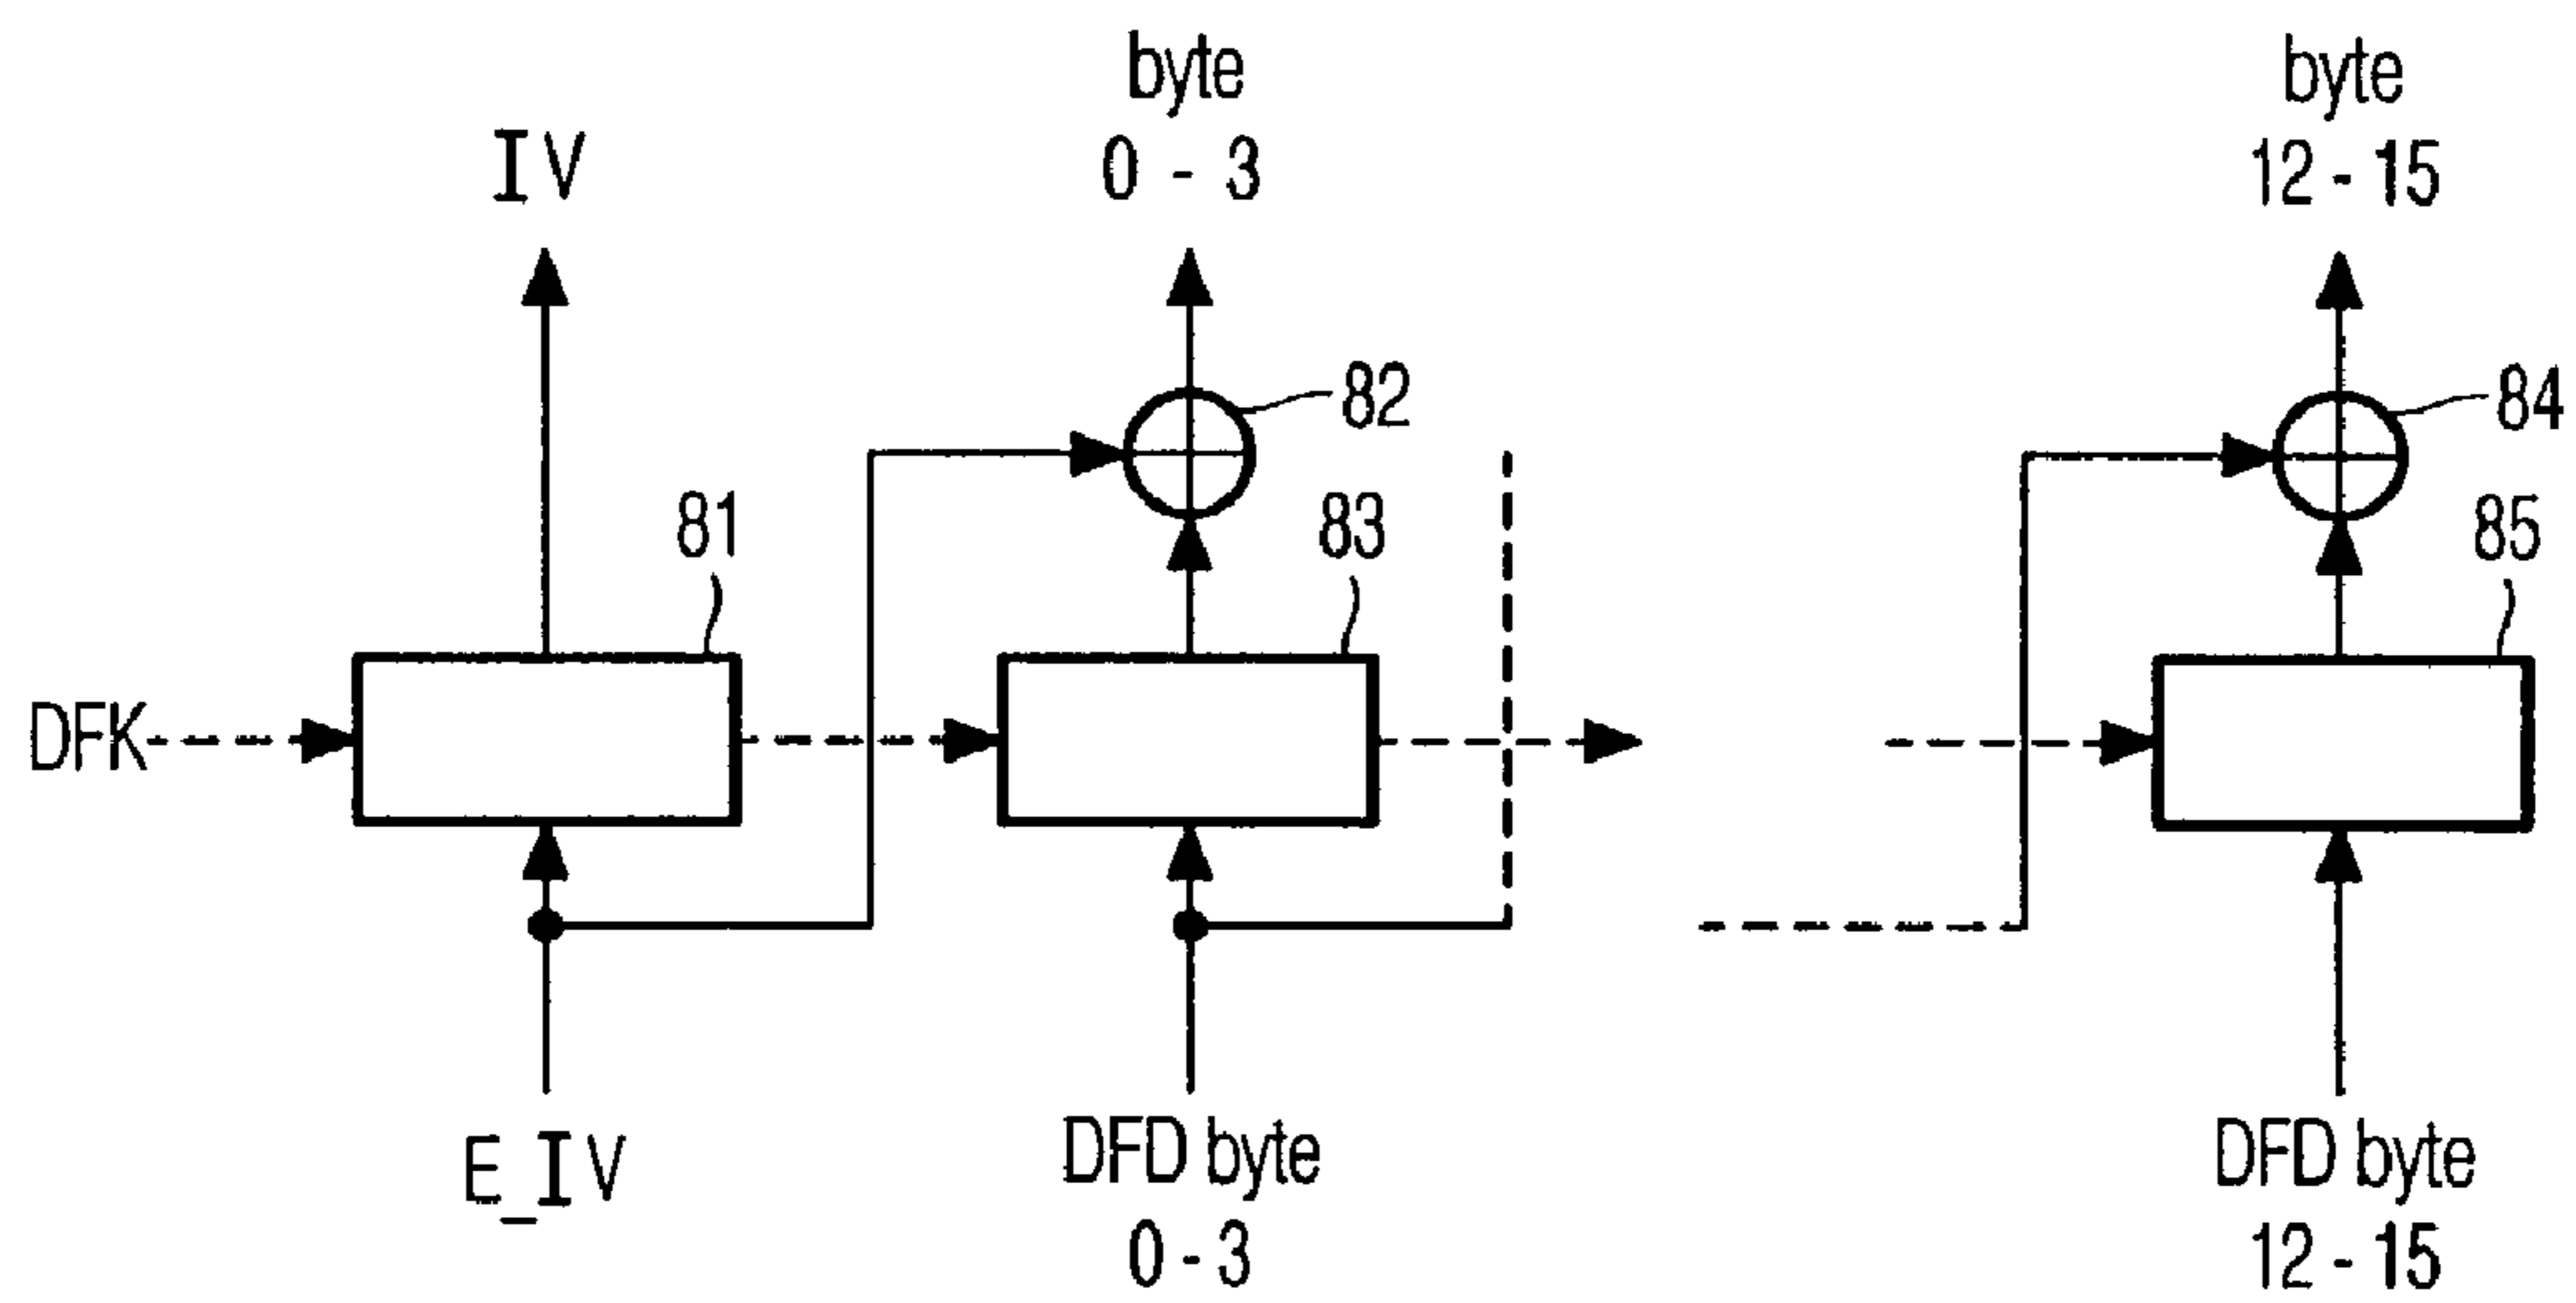 byte
0 - 3
byte
12 - 15
IV
82
84
81
83
85
DFK
E_IV
DFD byte
0 - 3
DFD byte
12 - 15